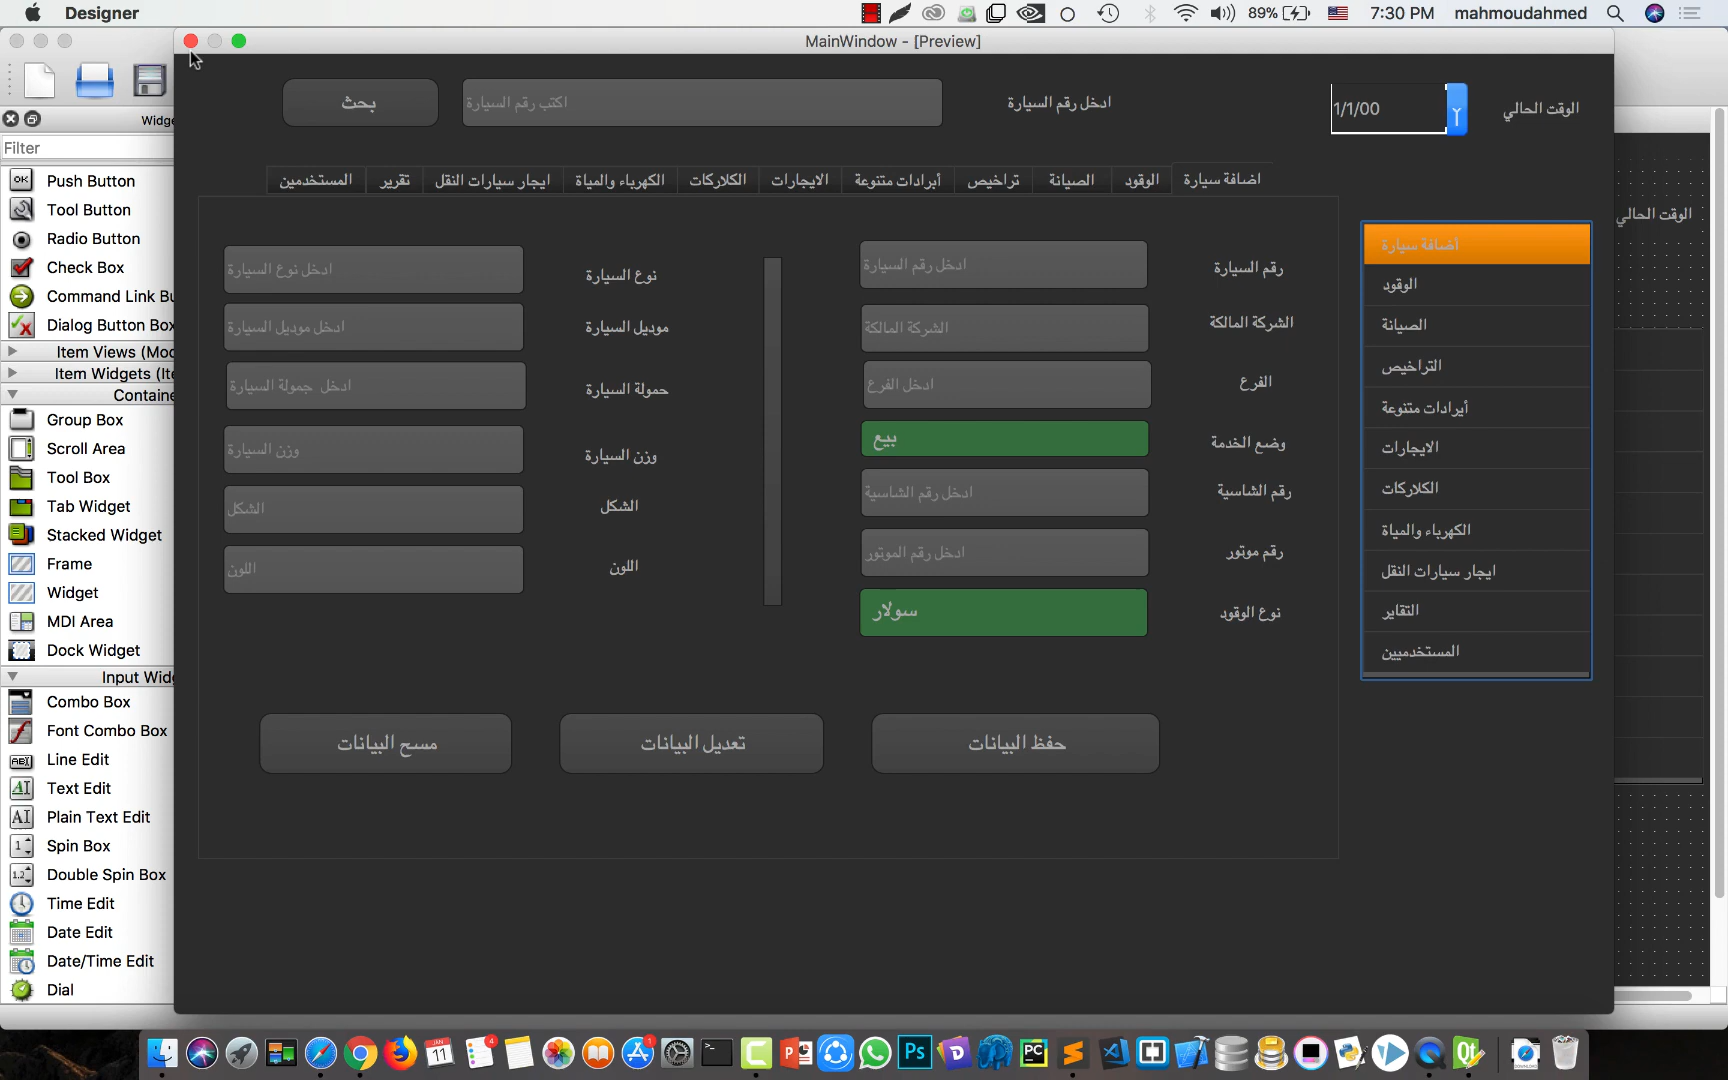 Designer
89%
7:30 PM
mahmoudahmed
MainWindow - [Preview]
الوقت الحالي
1/1/00
ادخل رقم السيارة
اكتب رقم السيارة
بحث
Filter
Push Button
Tool Button
Radio Button
Check Box
Command Link Bu
Dialog Button Box
Item Views (Mod
Item Widgets (Ite
Containe
Group Box
Scroll Area
Tool Box
Tab Widget
Stacked Widget
Frame
Widget
MDI Area
Dock Widget
Input Widg
Combo Box
Font Combo Box
Line Edit
Text Edit
Plain Text Edit
Spin Box
Double Spin Box
Time Edit
Date Edit
Date/Time Edit
Dial
اضافة سيارة
الوقود
الصيانة
تراخيص
أبرادات متنوعة
الايجارات
الكلاركات
الكهرباء والمياة
ايجار سيارات النقل
تقرير
المستخدمين
رقم السيارة
ادخل رقم السيارة
الشركة المالكة
الشركة المالكة
الفرع
ادخل الفرع
وضع الخدمة
بيع
رقم الشاسية
ادخل رقم الشاسية
رقم موتور
ادخل رقم الموتور
نوع الوقود
سولار
نوع السيارة
ادخل نوع السيارة
موديل السيارة
ادخل موديل السيارة
حمولة السيارة
ادخل جمولة السيارة
وزن السيارة
وزن السيارة
الشكل
الشكل
اللون
اللون
حفظ البيانات
تعديل البيانات
مسح البيانات
أضافة سيارة
الوقود
الصيانة
التراخيص
أيرادات متنوعة
الايجارات
الكلاركات
الكهرباء والمياة
ايجار سيارات النقل
التقاير
المستخدميين
الوقت الحالي